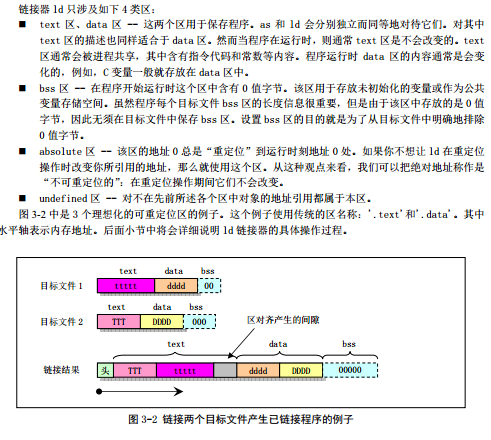 链接器 ld 只涉及如下 4 类区：
■ text 区、data 区 -- 这两个区用于保存程序。as 和 ld 会分别独立而同等地对待它们。对其中
text 区的描述也同样适合于 data 区。然而当程序在运行时，则通常 text 区是不会改变的。text
区通常会被进程共享，其中含有指令代码和常数等内容。程序运行时 data 区的内容通常是会变
化的，例如，C 变量一般就存放在 data 区中。
■ bss 区 -- 在程序开始运行时这个区中含有 0 值字节。该区用于存放未初始化的变量或作为公共
变量存储空间。虽然程序每个目标文件 bss 区的长度信息很重要，但是由于该区中存放的是 0 值
字节，因此无须在目标文件中保存 bss 区。设置 bss 区的目的就是为了从目标文件中明确地排除
0 值字节。
■ absolute 区 -- 该区的地址 0 总是“重定位”到运行时刻地址 0 处。如果你不想让 ld 在重定位
操作时改变你所引用的地址，那么就使用这个区。从这种观点来看，我们可以把绝对地址称作是
“不可重定位的”：在重定位操作期间它们不会改变。
■ undefined 区 -- 对不在先前所述各个区中对象的地址引用都属于本区。
图 3-2 中是 3 个理想化的可重定位区的例子。这个例子使用传统的区名称：'.text'和'.data'。其中
水平轴表示内存地址。后面小节中将会详细说明 ld 链接器的具体操作过程。
text data bss
目标文件 1 ttttt dddd 00
text data bss
目标文件 2 TTT DDDD 000
区对齐产生的间隙
text data bss
链接结果 头 TTT ttttt dddd DDDD 00000
图 3-2 链接两个目标文件产生已链接程序的例子